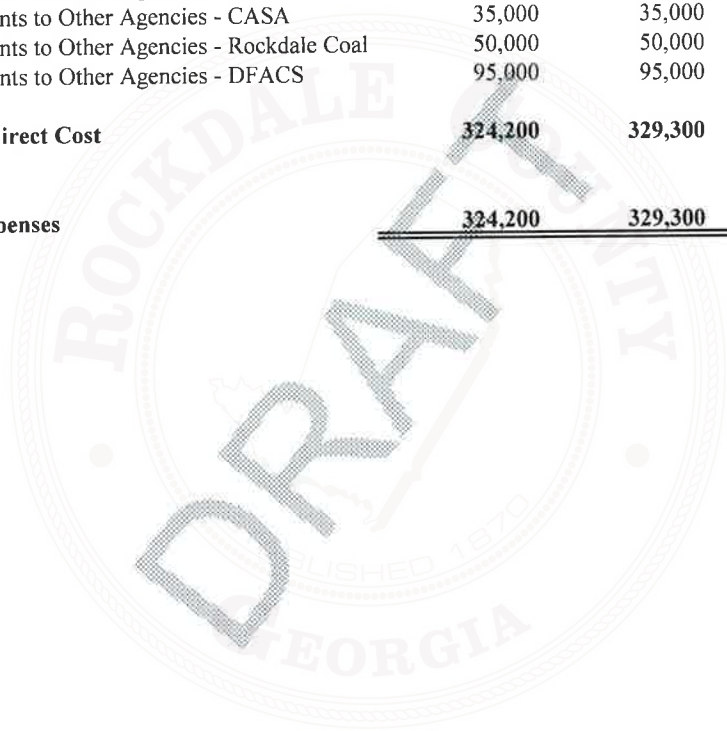 nts to Other Agencies - CASA 35,000 35,000
nts to Other Agencies - Rockdale Coal 50,000 50,000
nts to Other Agencies - DFACS 95,000 95,000
irect Cost 324,200 329,300
penses 324,200 329,300
DRAFT
ROCKDALE COUNTY
LISHED 1870
GEORGIA